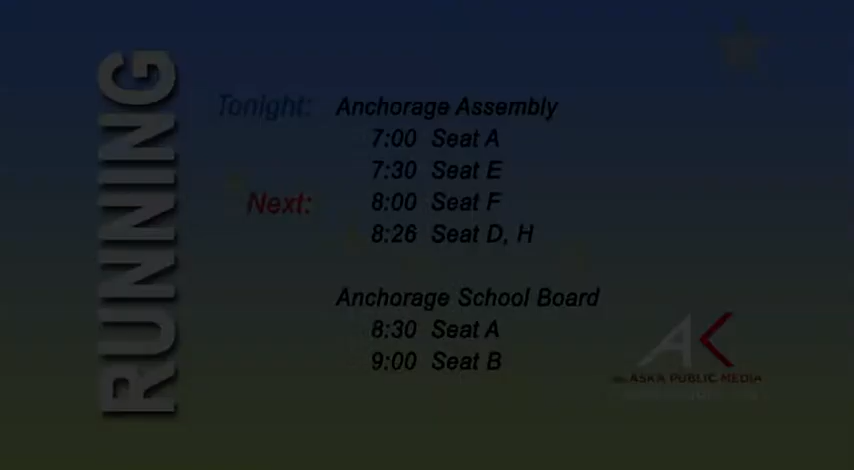 RUNNING
Tonight: Anchorage Assembly
7:00 Seat A
7:30 Seat E
Next: 8:00 Seat F
8:26 Seat D, H
Anchorage School Board
8:30 Seat A
9:00 Seat B
AK
ALASKA PUBLIC MEDIA